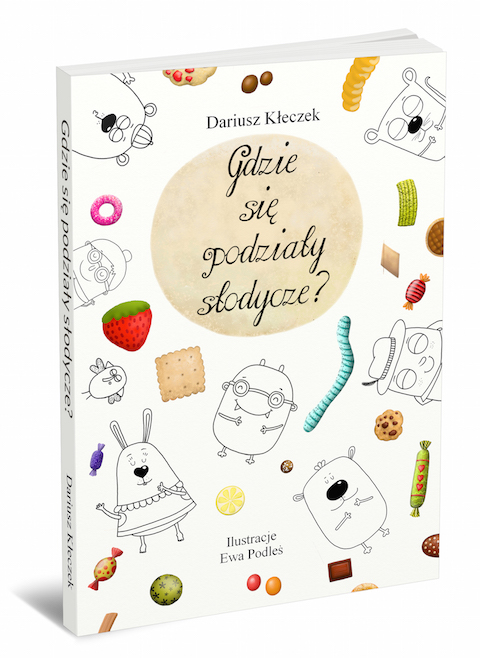 Dariusz Kłeczek
Gdzie
się
podziały
słodycze?
Ilustracje
Ewa Podleś
Gdzie się podziały słodycze?
Dariusz Kłeczek